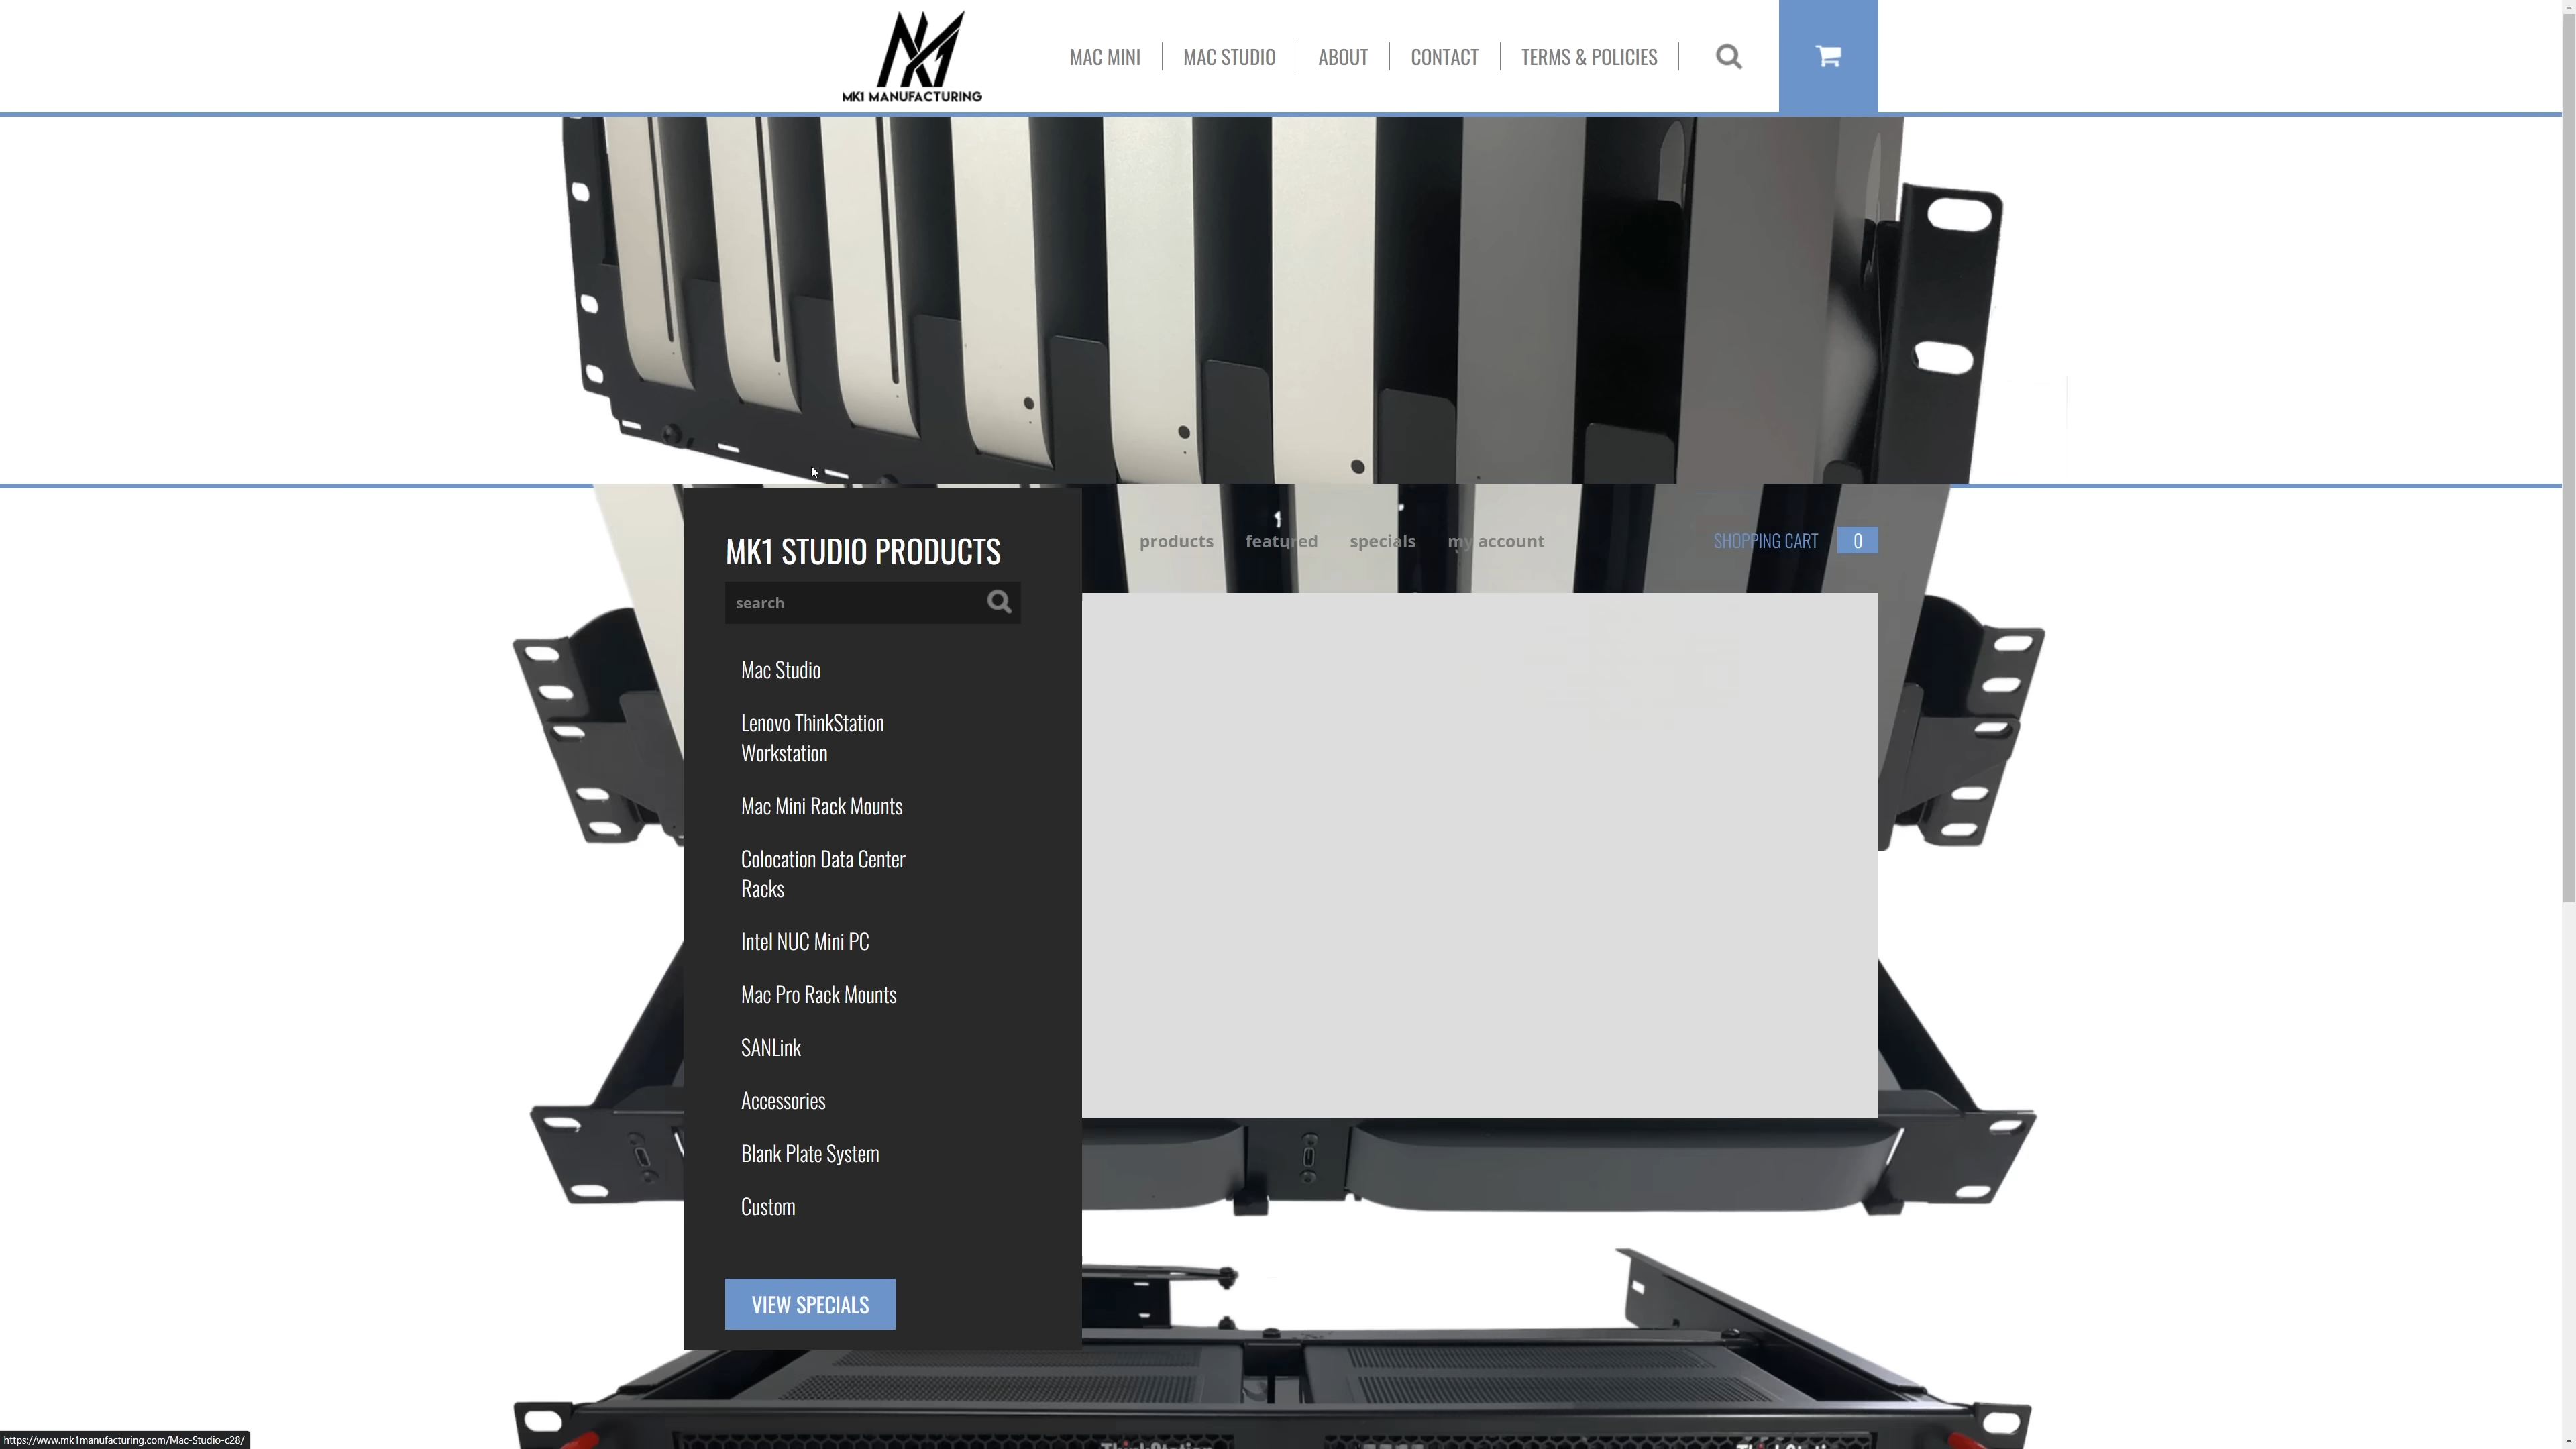 MK1 MANUFACTURING
MAC MINI
MAC STUDIO
ABOUT
CONTACT
TERMS & POLICIES
MK1 STUDIO PRODUCTS
search
Mac Studio
Lenovo ThinkStation
Workstation
Mac Mini Rack Mounts
Colocation Data Center
Racks
Intel NUC Mini PC
Mac Pro Rack Mounts
SANLink
Accessories
Blank Plate System
Custom
VIEW SPECIALS
products
featured
specials
my account
SHOPPING CART 0
https://www.mk1manufacturing.com/Mac-Studio-c28/